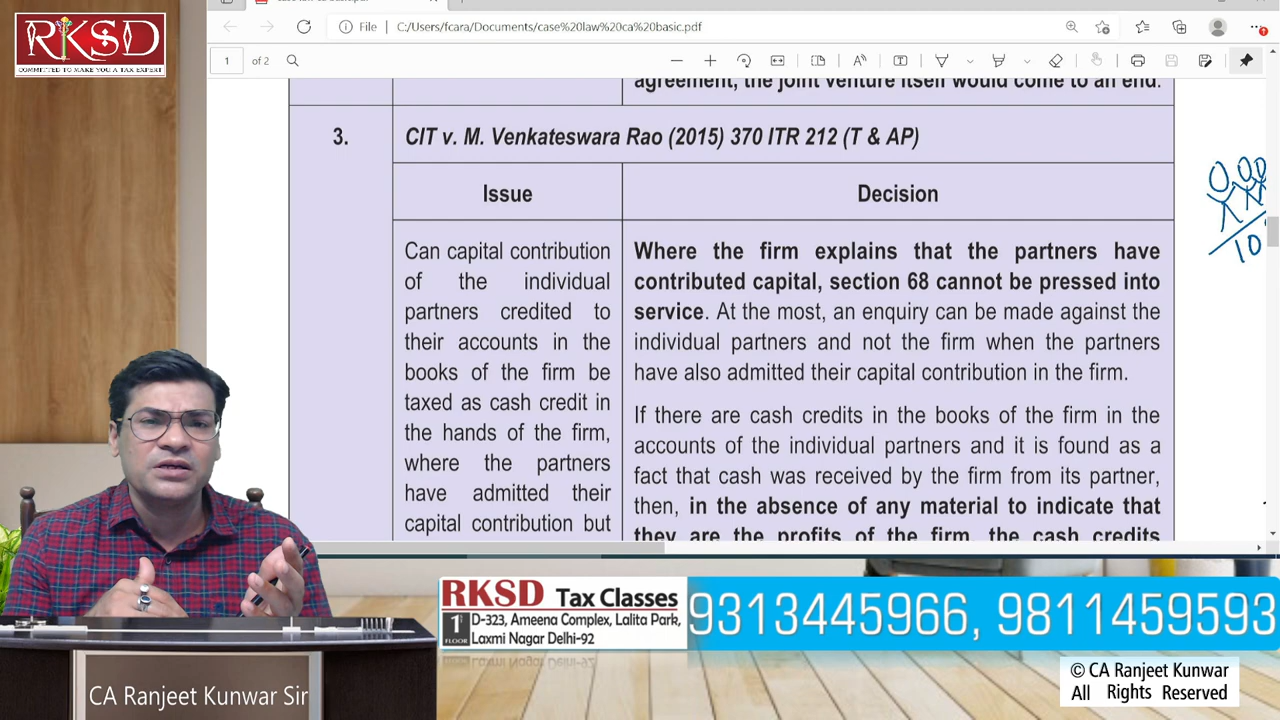 RKSD
COMMITTED TO MAKE YOU A TAX EXPERT
File
C:/Users/fcara/Documents/case%20law%20ca%20basic.pdf
1 of 2
agreement, the joint venture itself would come to an end.
3.
CIT v. M. Venkateswara Rao (2015) 370 ITR 212 (T & AP)
Issue
Decision
Can capital contribution
of the individual
partners credited to
their accounts in the
books of the firm be
taxed as cash credit in
the hands of the firm,
where the partners
have admitted their
capital contribution but
Where the firm explains that the partners have
contributed capital, section 68 cannot be pressed into
service. At the most, an enquiry can be made against the
individual partners and not the firm when the partners
have also admitted their capital contribution in the firm.
If there are cash credits in the books of the firm in the
accounts of the individual partners and it is found as a
fact that cash was received by the firm from its partner,
then, in the absence of any material to indicate that
they are the profits of the firm, the cash credits
10
RKSD Tax Classes
1st FLOOR
D-323, Ameena Complex, Lalita Park,
Laxmi Nagar Delhi-92
9313445966, 9811459593
CA Ranjeet Kunwar Sir
© CA Ranjeet Kunwar
All Rights Reserved